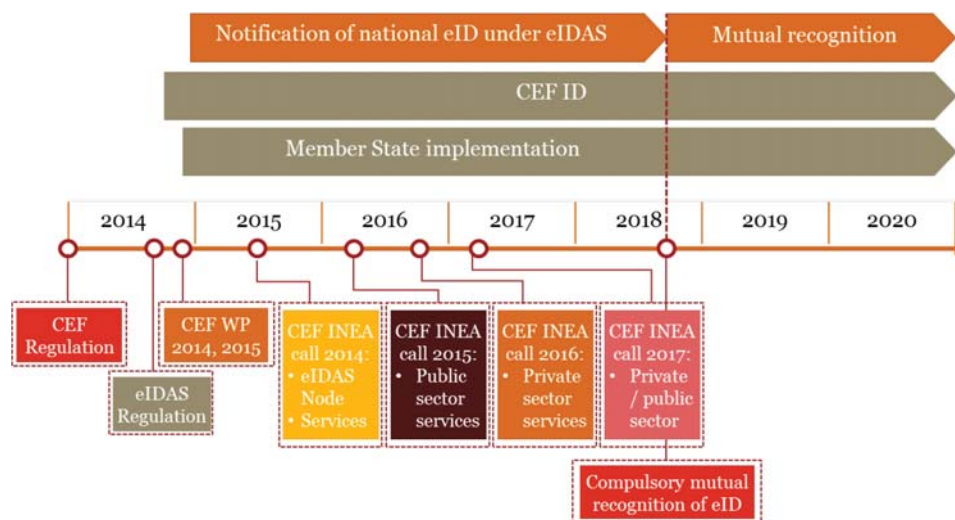 Notification of national eID under eIDAS
Mutual recognition
CEF ID
Member State implementation
2014
2015
2016
2017
2018
2019
2020
CEF
Regulation
eIDAS
Regulation
CEF WP
2014, 2015
CEF INEA
call 2014:
• eIDAS
Node
• Services
CEF INEA
call 2015:
• Public
sector
services
CEF INEA
call 2016:
• Private
sector
services
CEF INEA
call 2017:
• Private
/ public
sector
Compulsory mutual
recognition of eID